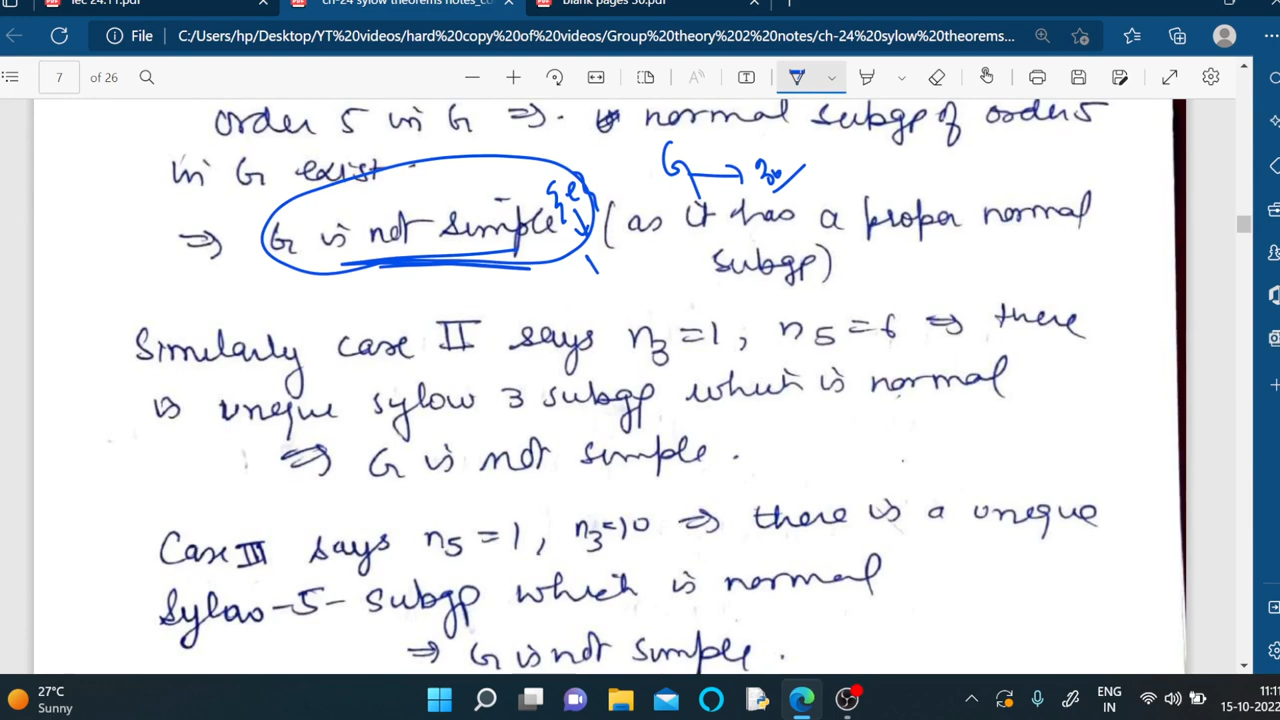 lec 24.11.pdf
ch-24 sylow theorems notes_co
blank pages 30.pdf
File
C:/Users/hp/Desktop/YT%20videos/hard%20copy%20of%20videos/Group%20theory%202%20notes/ch-24%20sylow%20theorems...
7 of 26
order 5 in G ⇒ . normal subgp of order 5
in G exist.
G → 30
{e}
⇒ G is not simple (as it has a proper normal
subgp)
1
Similarly case II says n₃ = 1, n₅ = 6 ⇒ there
is unique sylow 3 subgp which is normal
⇒ G is not simple.
Case III says n₅ = 1, n₃ = 10 ⇒ there is a unique
Sylow-5-subgp which is normal
⇒ G is not simple.
27°C
Sunny
ENG
IN
11:11
15-10-2022